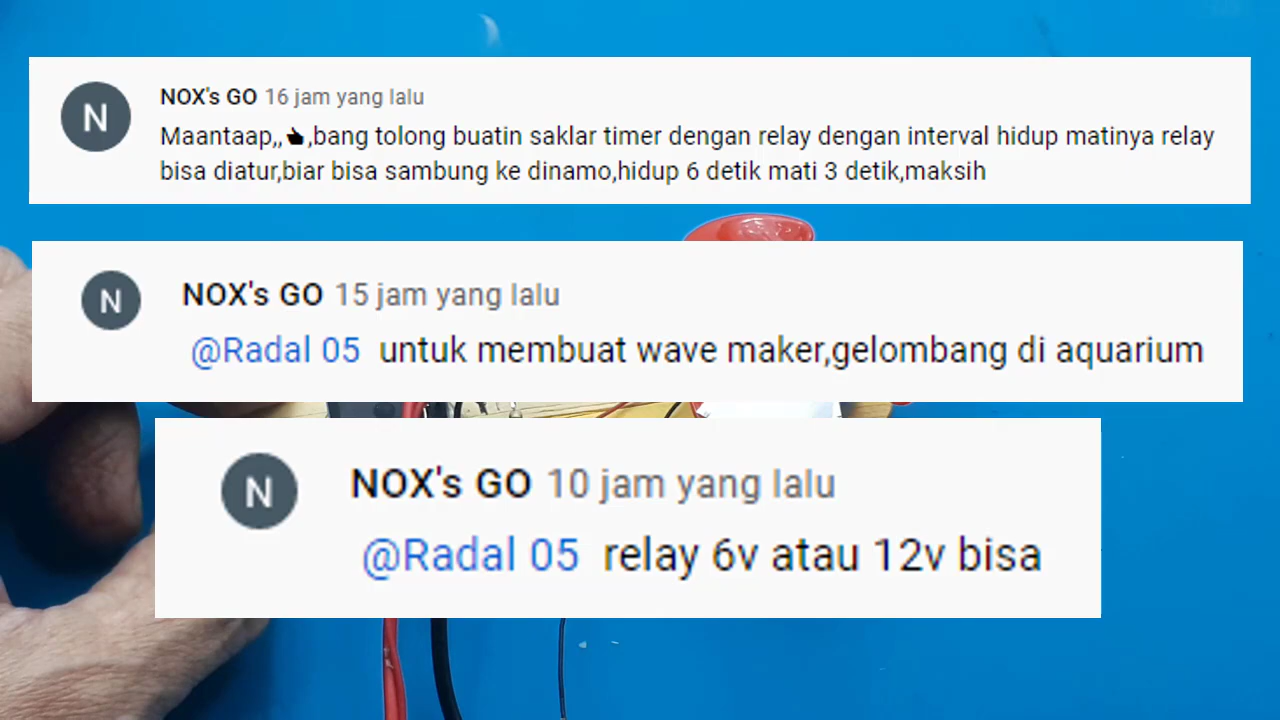 N
NOX's GO 16 jam yang lalu
Maantaap,,👆,bang tolong buatin saklar timer dengan relay dengan interval hidup matinya relay
bisa diatur,biar bisa sambung ke dinamo,hidup 6 detik mati 3 detik,maksih
N
NOX's GO 15 jam yang lalu
@Radal 05 untuk membuat wave maker,gelombang di aquarium
N
NOX's GO 10 jam yang lalu
@Radal 05 relay 6v atau 12v bisa